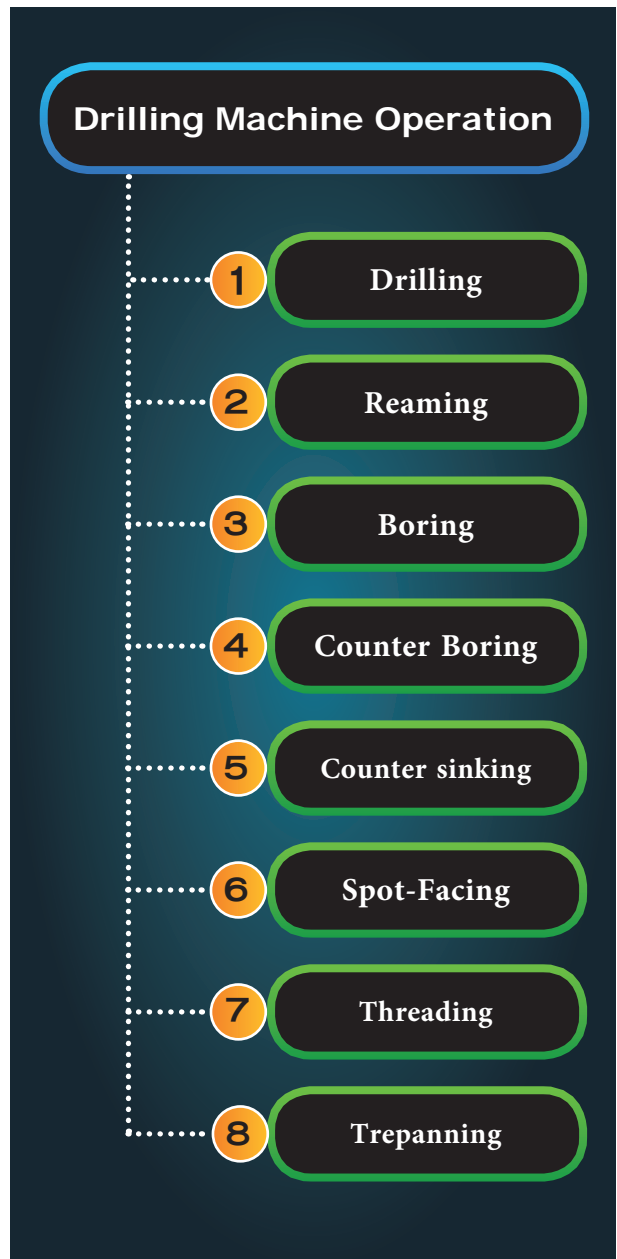 Drilling Machine Operation
1 Drilling
2 Reaming
3 Boring
4 Counter Boring
5 Counter sinking
6 Spot-Facing
7 Threading
8 Trepanning